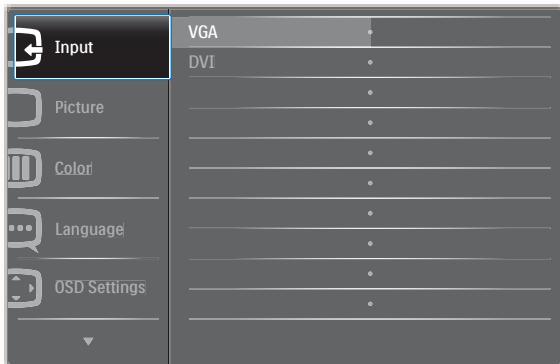 Input
Picture
Color
Language
OSD Settings
VGA
DVI